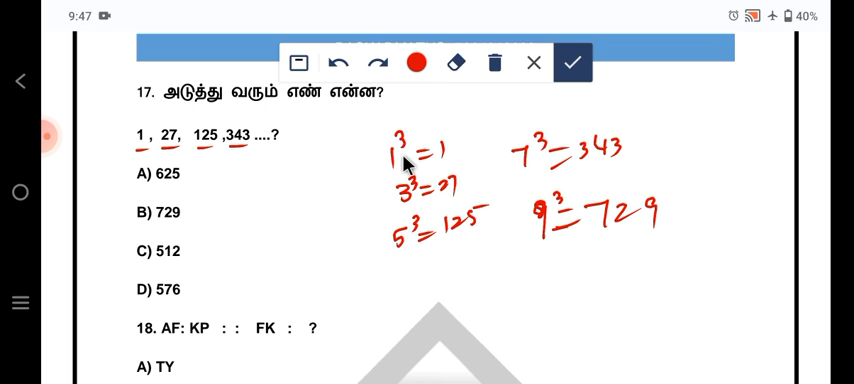 9:47
40%
17. அடுத்து வரும் எண் என்ன?
1 , 27, 125 ,343 ....?
A) 625
B) 729
C) 512
D) 576
18. AF: KP : : FK : ?
A) TY
1³ = 1
3³ = 27
5³ = 125
7³ = 343
9³ = 729